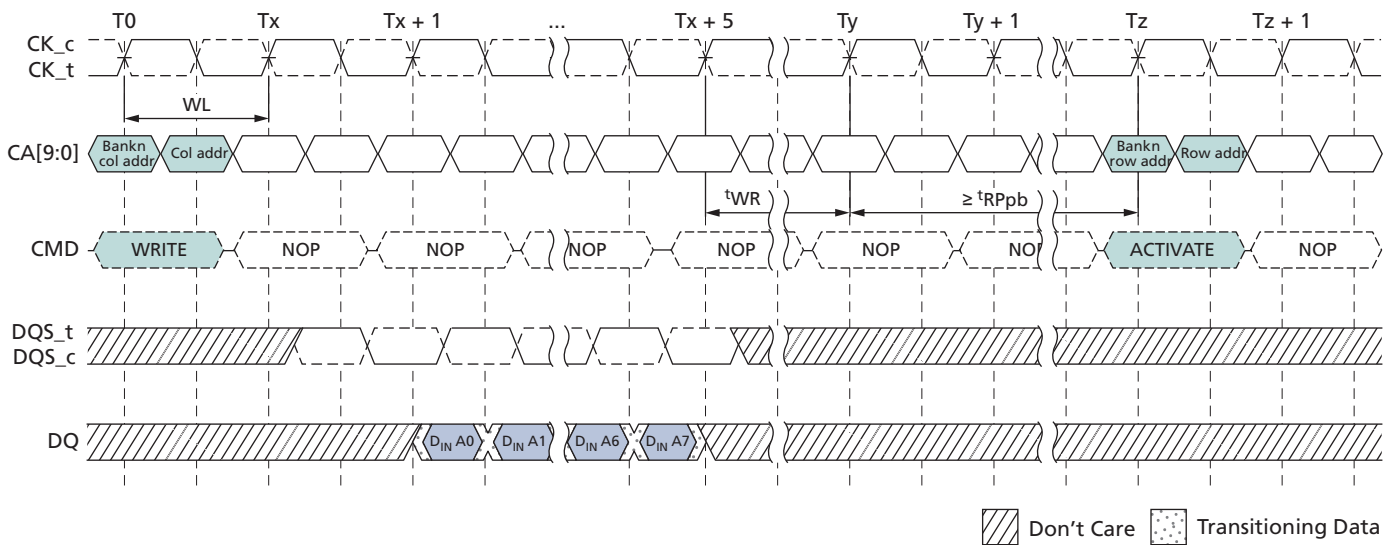 T0 Tx Tx + 1 ... Tx + 5 Ty Ty + 1 Tz Tz + 1
CK_c
CK_t
WL
CA[9:0] Bankn col addr Col addr Bankn row addr Row addr
tWR ≥ tRPpb
CMD WRITE NOP NOP NOP NOP NOP NOP ACTIVATE NOP
DQS_t
DQS_c
DQ DIN A0 DIN A1 DIN A6 DIN A7
Don't Care Transitioning Data